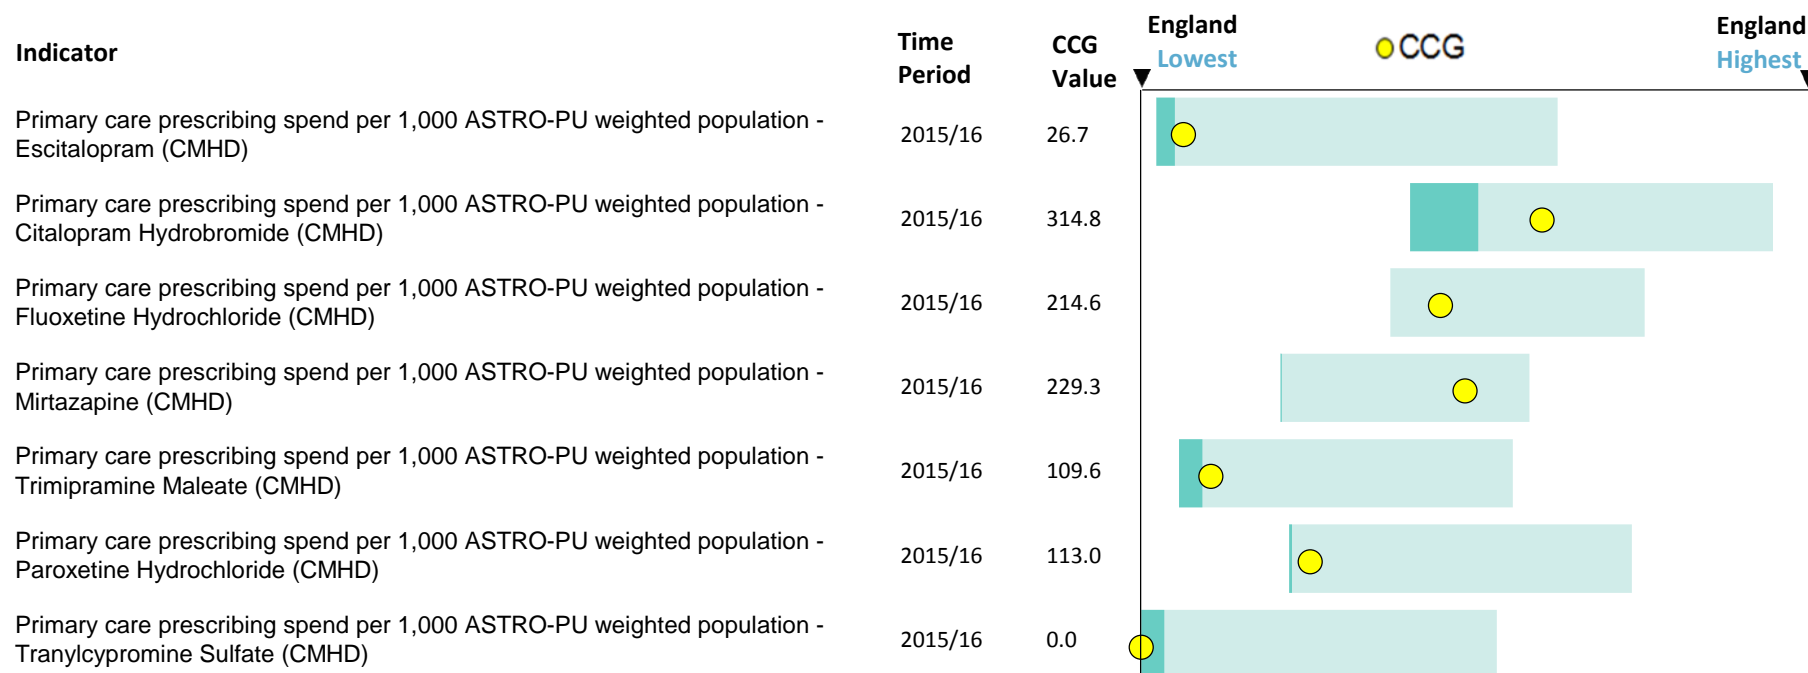 Indicator
Time
Period
CCG
Value
England
Lowest
CCG
England
Highest
Primary care prescribing spend per 1,000 ASTRO-PU weighted population -
Escitalopram (CMHD)
2015/16
26.7
Primary care prescribing spend per 1,000 ASTRO-PU weighted population -
Citalopram Hydrobromide (CMHD)
2015/16
314.8
Primary care prescribing spend per 1,000 ASTRO-PU weighted population -
Fluoxetine Hydrochloride (CMHD)
2015/16
214.6
Primary care prescribing spend per 1,000 ASTRO-PU weighted population -
Mirtazapine (CMHD)
2015/16
229.3
Primary care prescribing spend per 1,000 ASTRO-PU weighted population -
Trimipramine Maleate (CMHD)
2015/16
109.6
Primary care prescribing spend per 1,000 ASTRO-PU weighted population -
Paroxetine Hydrochloride (CMHD)
2015/16
113.0
Primary care prescribing spend per 1,000 ASTRO-PU weighted population -
Tranylcypromine Sulfate (CMHD)
2015/16
0.0